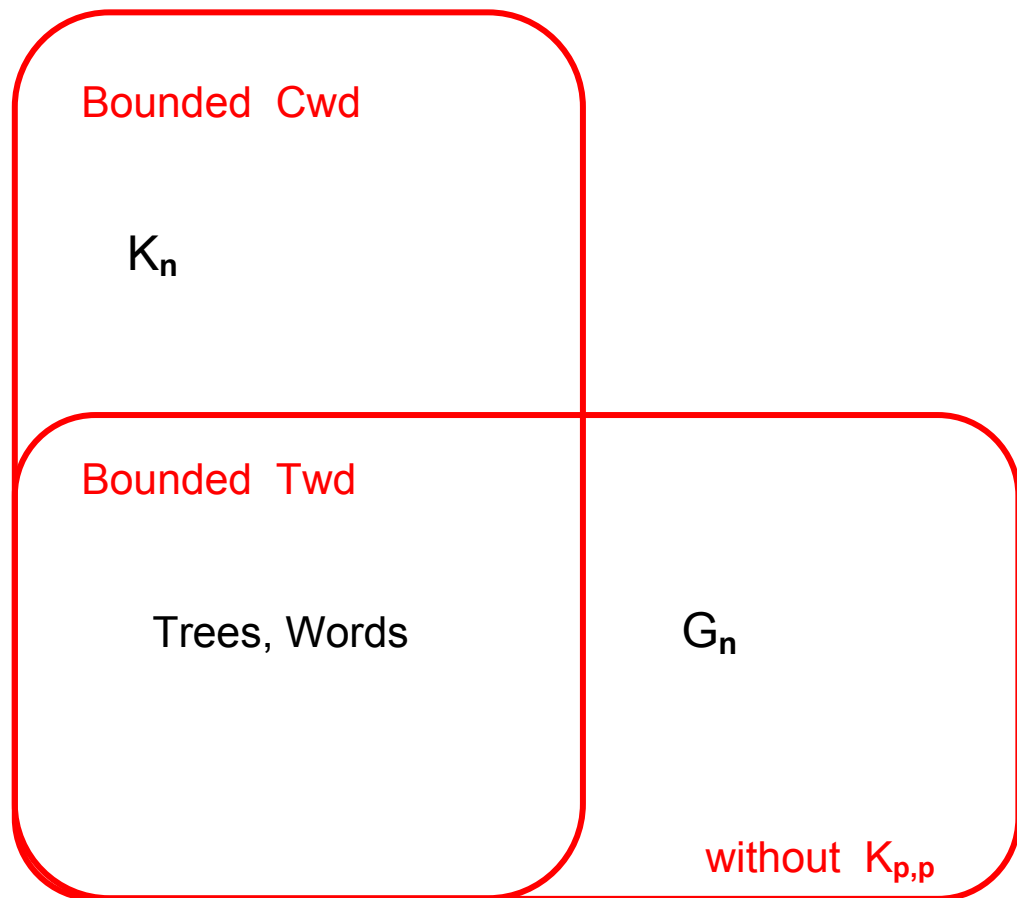 Bounded Cwd
Kn
Bounded Twd
Trees, Words
Gn
without Kp,p